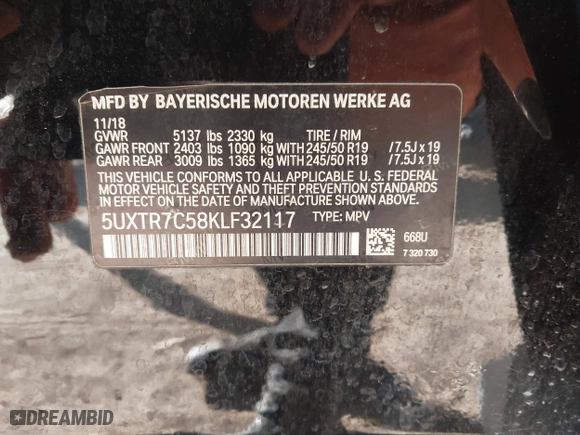 MFD BY BAYERISCHE MOTOREN WERKE AG
11/18
GVWR 5137 lbs 2330 kg TIRE / RIM
GAWR FRONT 2403 lbs 1090 kg WITH 245/50 R19 / 7.5J x 19
GAWR REAR 3009 lbs 1365 kg WITH 245/50 R19 / 7.5J x 19
THIS VEHICLE CONFORMS TO ALL APPLICABLE U. S. FEDERAL
MOTOR VEHICLE SAFETY AND THEFT PREVENTION STANDARDS
IN EFFECT ON THE DATE OF MANUFACTURE SHOWN ABOVE.
5UXTR7C58KLF32117 TYPE: MPV
668U
7 320 730
DREAMBID